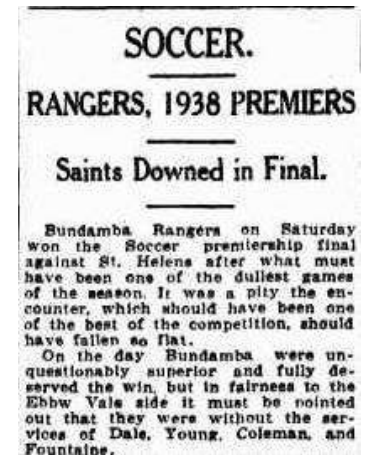 SOCCER.
RANGERS, 1938 PREMIERS
Saints Downed in Final.
Bundamba Rangers on Saturday
won the Soccer premiership final
against St. Helens after what must
have been one of the dullest games
of the season. It was a pity the en-
counter, which should have been one
of the best of the competition, should
have fallen so flat.
On the day Bundamba were un-
questionably superior and fully de-
served the win, but in fairness to the
Ebbw Vale side it must be pointed
out that they were without the ser-
vices of Dale, Young, Coleman, and
Fountaine.